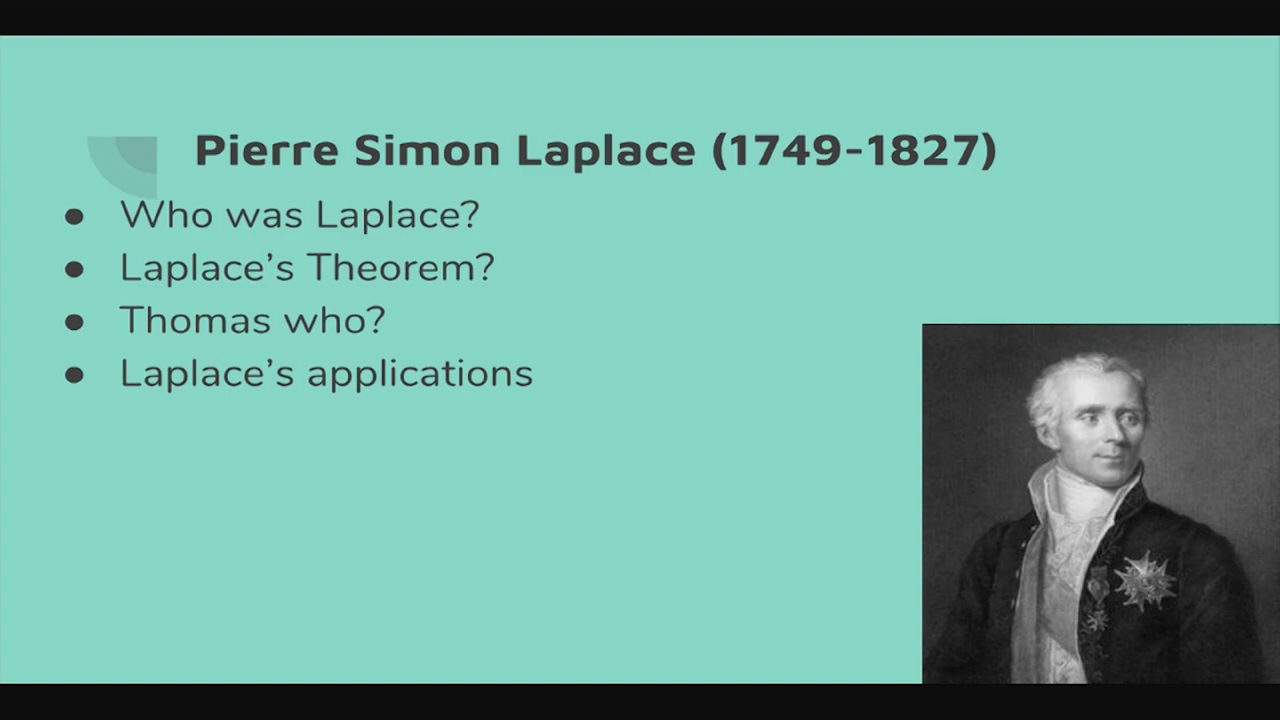 Pierre Simon Laplace (1749-1827)
● Who was Laplace?
● Laplace’s Theorem?
● Thomas who?
● Laplace’s applications